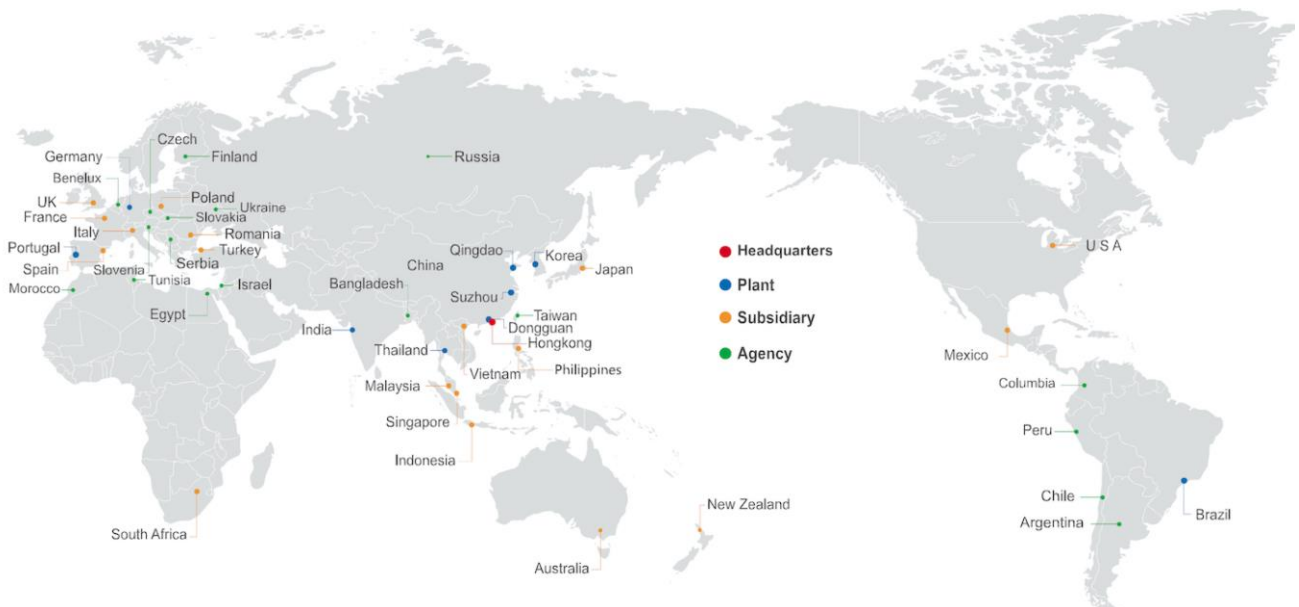 Czech
Germany
Finland
Russia
Benelux
UK
Poland
Ukraine
France
Slovakia
Italy
Romania
Portugal
Turkey
Qingdao
Korea
USA
Headquarters
Spain
Slovenia
Serbia
China
Japan
Morocco
Tunisia
Israel
Bangladesh
Plant
Suzhou
Egypt
Taiwan
Subsidiary
India
Dongguan
Hongkong
Thailand
Agency
Mexico
Vietnam
Philippines
Malaysia
Columbia
Singapore
Peru
Indonesia
New Zealand
Chile
Brazil
Argentina
South Africa
Australia